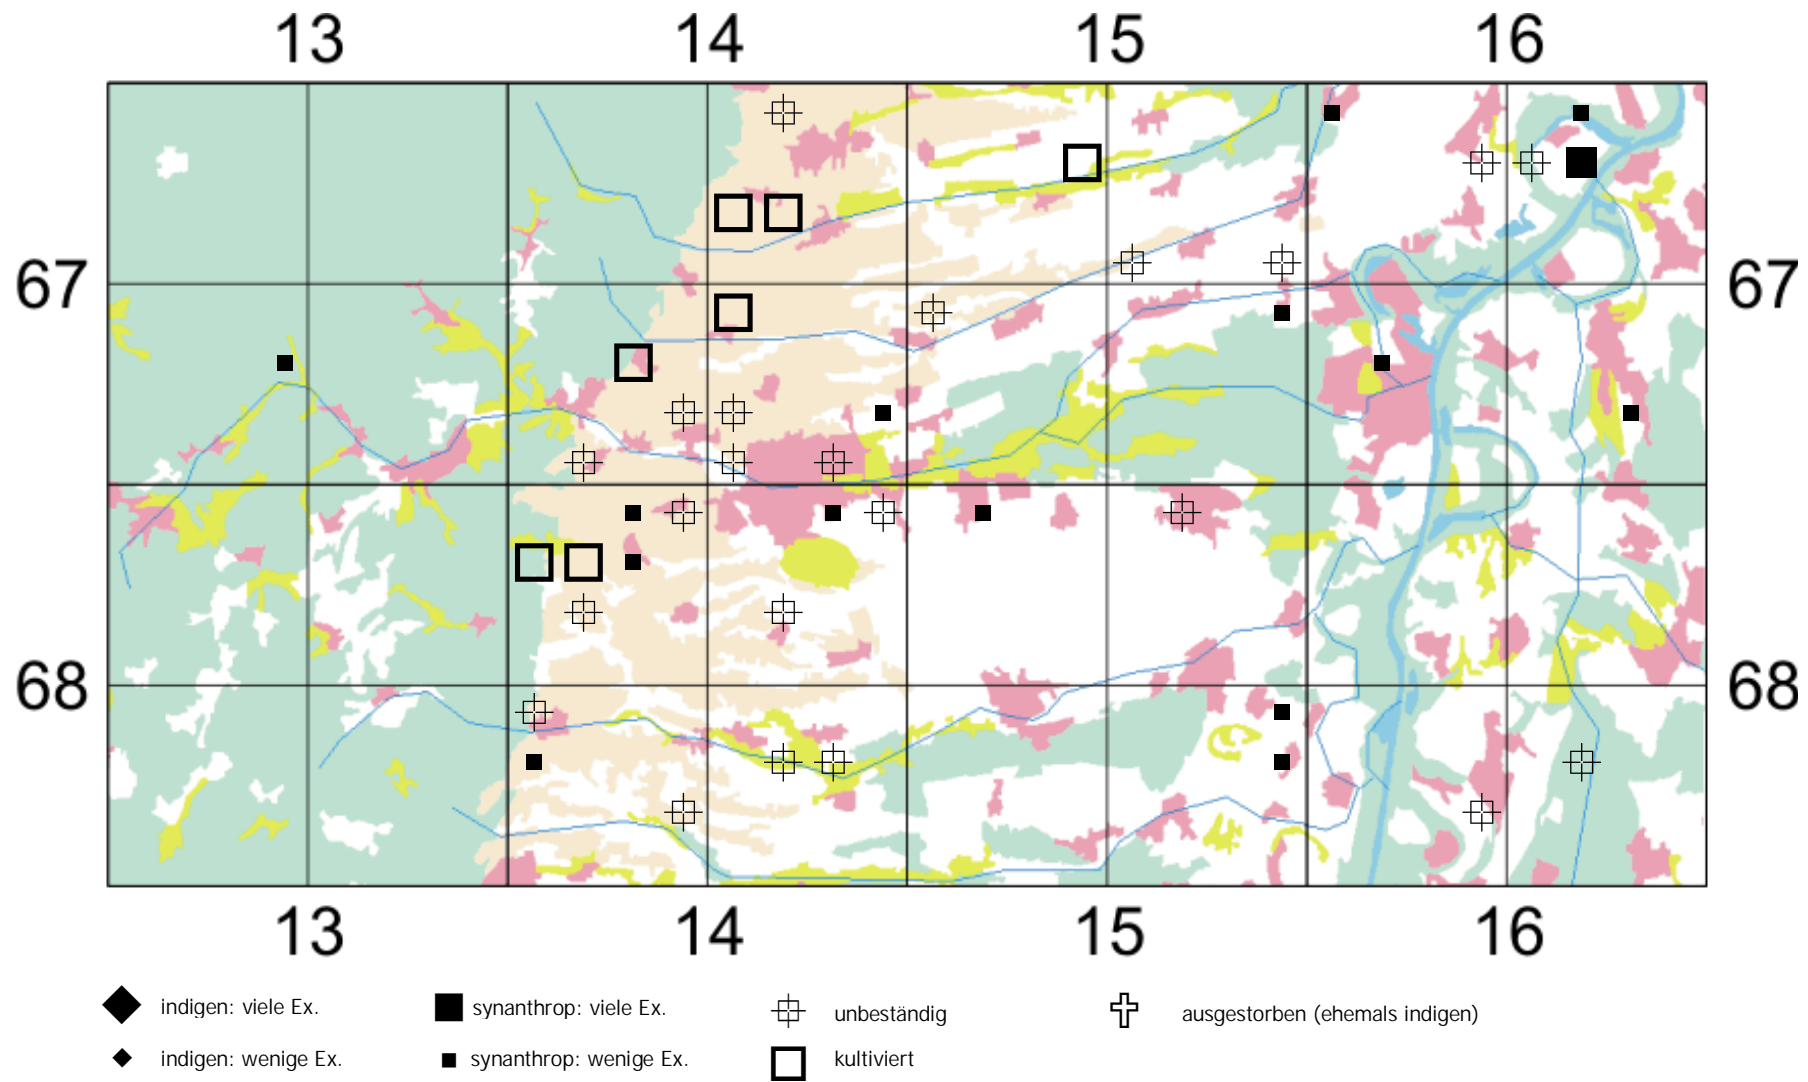 13 14 15 16
67 67
68 68
13 14 15 16
indigen: viele Ex. synanthrop: viele Ex. unbeständig ausgestorben (ehemals indigen)
indigen: wenige Ex. synanthrop: wenige Ex. kultiviert